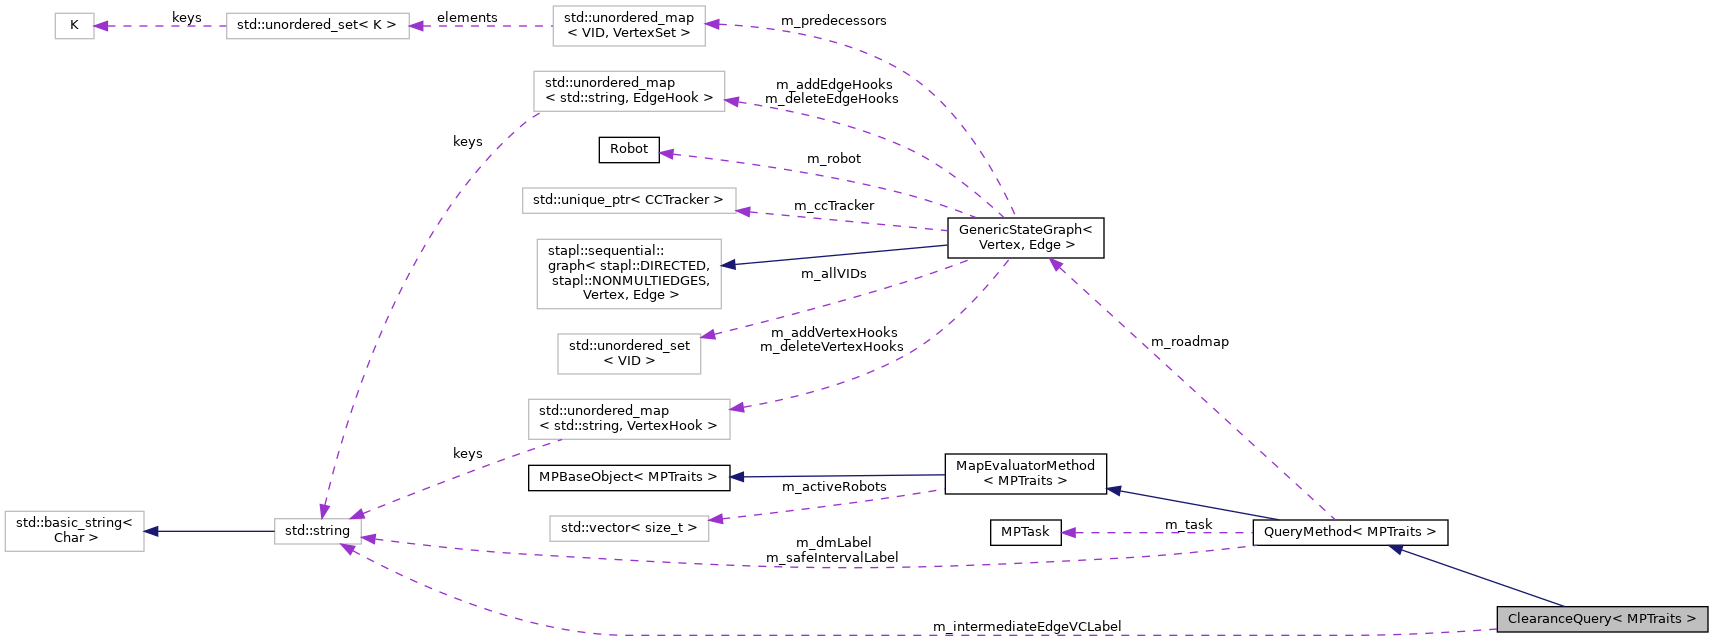 K
keys
std::unordered_set< K >
elements
std::unordered_map
< VID, VertexSet >
m_predecessors
std::unordered_map
< std::string, EdgeHook >
m_addEdgeHooks
m_deleteEdgeHooks
keys
Robot
m_robot
std::unique_ptr< CCTracker >
m_ccTracker
GenericStateGraph<
Vertex, Edge >
stapl::sequential::
graph< stapl::DIRECTED,
stapl::NONMULTIEDGES,
Vertex, Edge >
m_allVIDs
std::unordered_set
< VID >
m_addVertexHooks
m_deleteVertexHooks
m_roadmap
std::unordered_map
< std::string, VertexHook >
keys
MPBaseObject< MPTraits >
MapEvaluatorMethod
< MPTraits >
m_activeRobots
std::vector< size_t >
std::basic_string<
Char >
std::string
MPTask
m_task
QueryMethod< MPTraits >
m_dmLabel
m_safeIntervalLabel
ClearanceQuery< MPTraits >
m_intermediateEdgeVCLabel